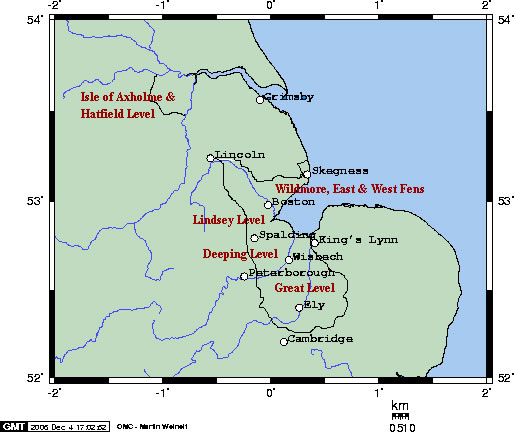 -2˚ -1˚ 0˚ 1˚ 2˚
54˚ 54˚
Isle of Axholme &
Hatfield Level
Grimsby
Lincoln
Skegness
Wildmore, East & West Fens
53˚ 53˚
Boston
Lindsey Level
Spalding
King's Lynn
Deeping Level
Wisbech
Peterborough
Great Level
Ely
Cambridge
52˚ 52˚
-2˚ -1˚ 0˚ 1˚ 2˚
km
0 5 10
GMT 2006 Dec 4 17:02:52 OMC - Martin Weinelt